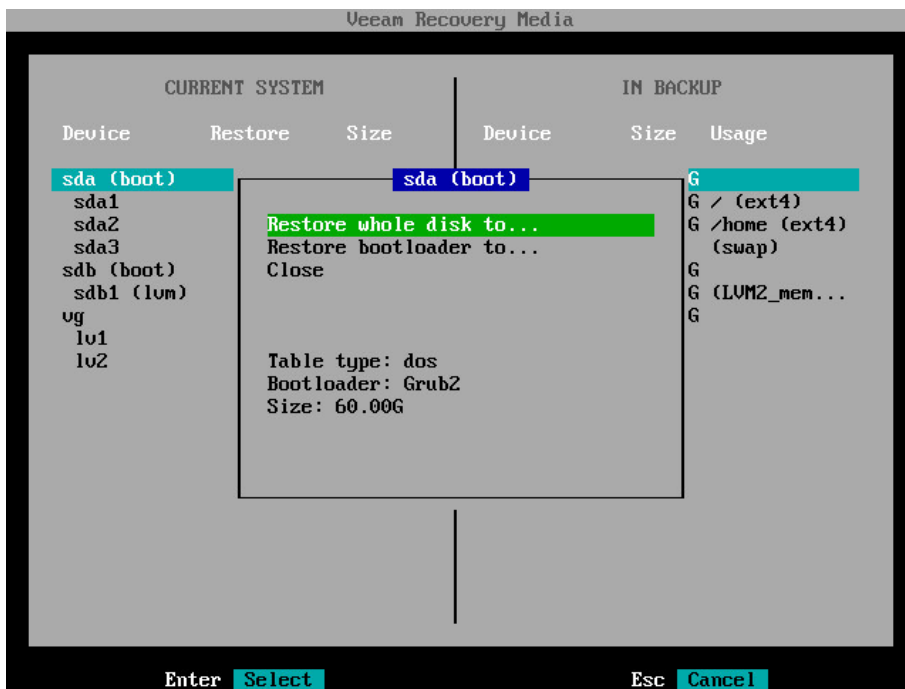 Veeam Recovery Media
CURRENT SYSTEM IN BACKUP
Device Restore Size Device Size Usage
sda (boot) sda (boot) G
sda1 G / (ext4)
sda2 Restore whole disk to... G /home (ext4)
sda3 Restore bootloader to... (swap)
sdb (boot) Close G
sdb1 (lvm) G (LVM2_mem...
vg G
lv1
lv2 Table type: dos
Bootloader: Grub2
Size: 60.00G
Enter Select Esc Cancel